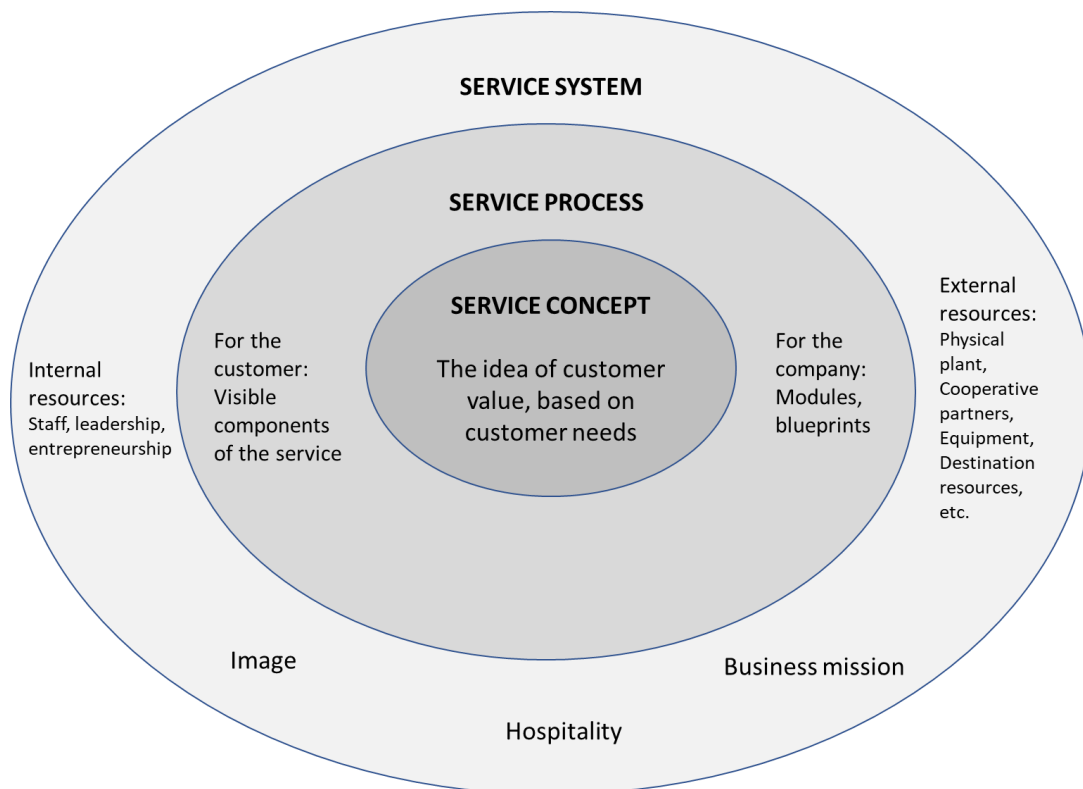 SERVICE SYSTEM
SERVICE PROCESS
SERVICE CONCEPT
The idea of customer
value, based on
customer needs
For the
customer:
Visible
components
of the service
For the
company:
Modules,
blueprints
Internal
resources:
Staff, leadership,
entrepreneurship
External
resources:
Physical
plant,
Cooperative
partners,
Equipment,
Destination
resources,
etc.
Image
Business mission
Hospitality